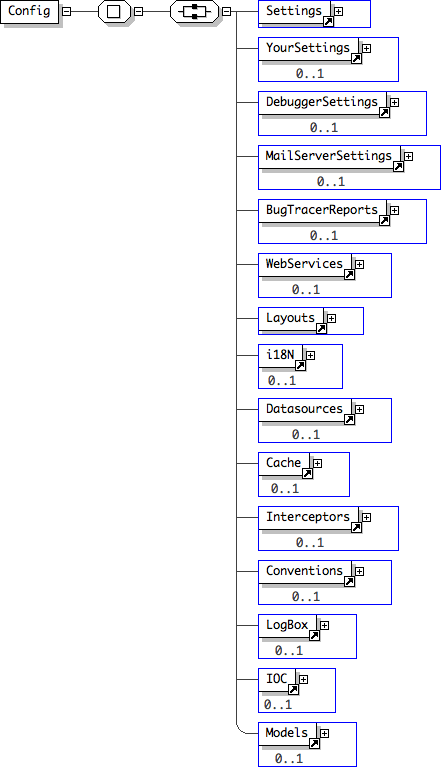 Config
Settings
YourSettings
0..1
DebuggerSettings
0..1
MailServerSettings
0..1
BugTracerReports
0..1
WebServices
0..1
Layouts
i18N
0..1
Datasources
0..1
Cache
0..1
Interceptors
0..1
Conventions
0..1
LogBox
0..1
IOC
0..1
Models
0..1